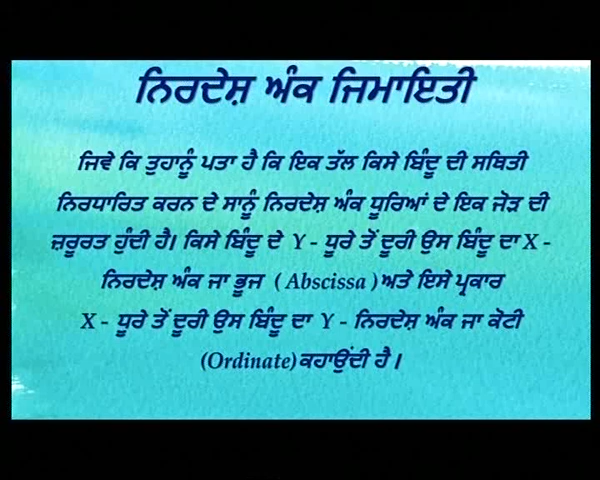 ਨਿਰਦੇਸ਼ ਅੰਕ ਜਿਮਾਇਤੀ
ਜਿਵੇ ਕਿ ਤੁਹਾਨੂੰ ਪਤਾ ਹੈ ਕਿ ਇਕ ਤੱਲ ਕਿਸੇ ਬਿੰਦੂ ਦੀ ਸਥਿਤੀ
ਨਿਰਧਾਰਿਤ ਕਰਨ ਦੇ ਸਾਨੂੰ ਨਿਰਦੇਸ਼ ਅੰਕ ਧੂਰਿਆਂ ਦੇ ਇਕ ਜੋੜ ਦੀ
ਜ਼ਰੂਰਤ ਹੁੰਦੀ ਹੈ। ਕਿਸੇ ਬਿੰਦੂ ਦੇ Y - ਧੂਰੇ ਤੋਂ ਦੂਰੀ ਉਸ ਬਿੰਦੂ ਦਾ X -
ਨਿਰਦੇਸ਼ ਅੰਕ ਜਾ ਭੂਜ ( Abscissa ) ਅਤੇ ਇਸੇ ਪ੍ਰਕਾਰ
X - ਧੂਰੇ ਤੋਂ ਦੂਰੀ ਉਸ ਬਿੰਦੂ ਦਾ Y - ਨਿਰਦੇਸ਼ ਅੰਕ ਜਾ ਕੋਟੀ
(Ordinate) ਕਹਾਉਂਦੀ ਹੈ।